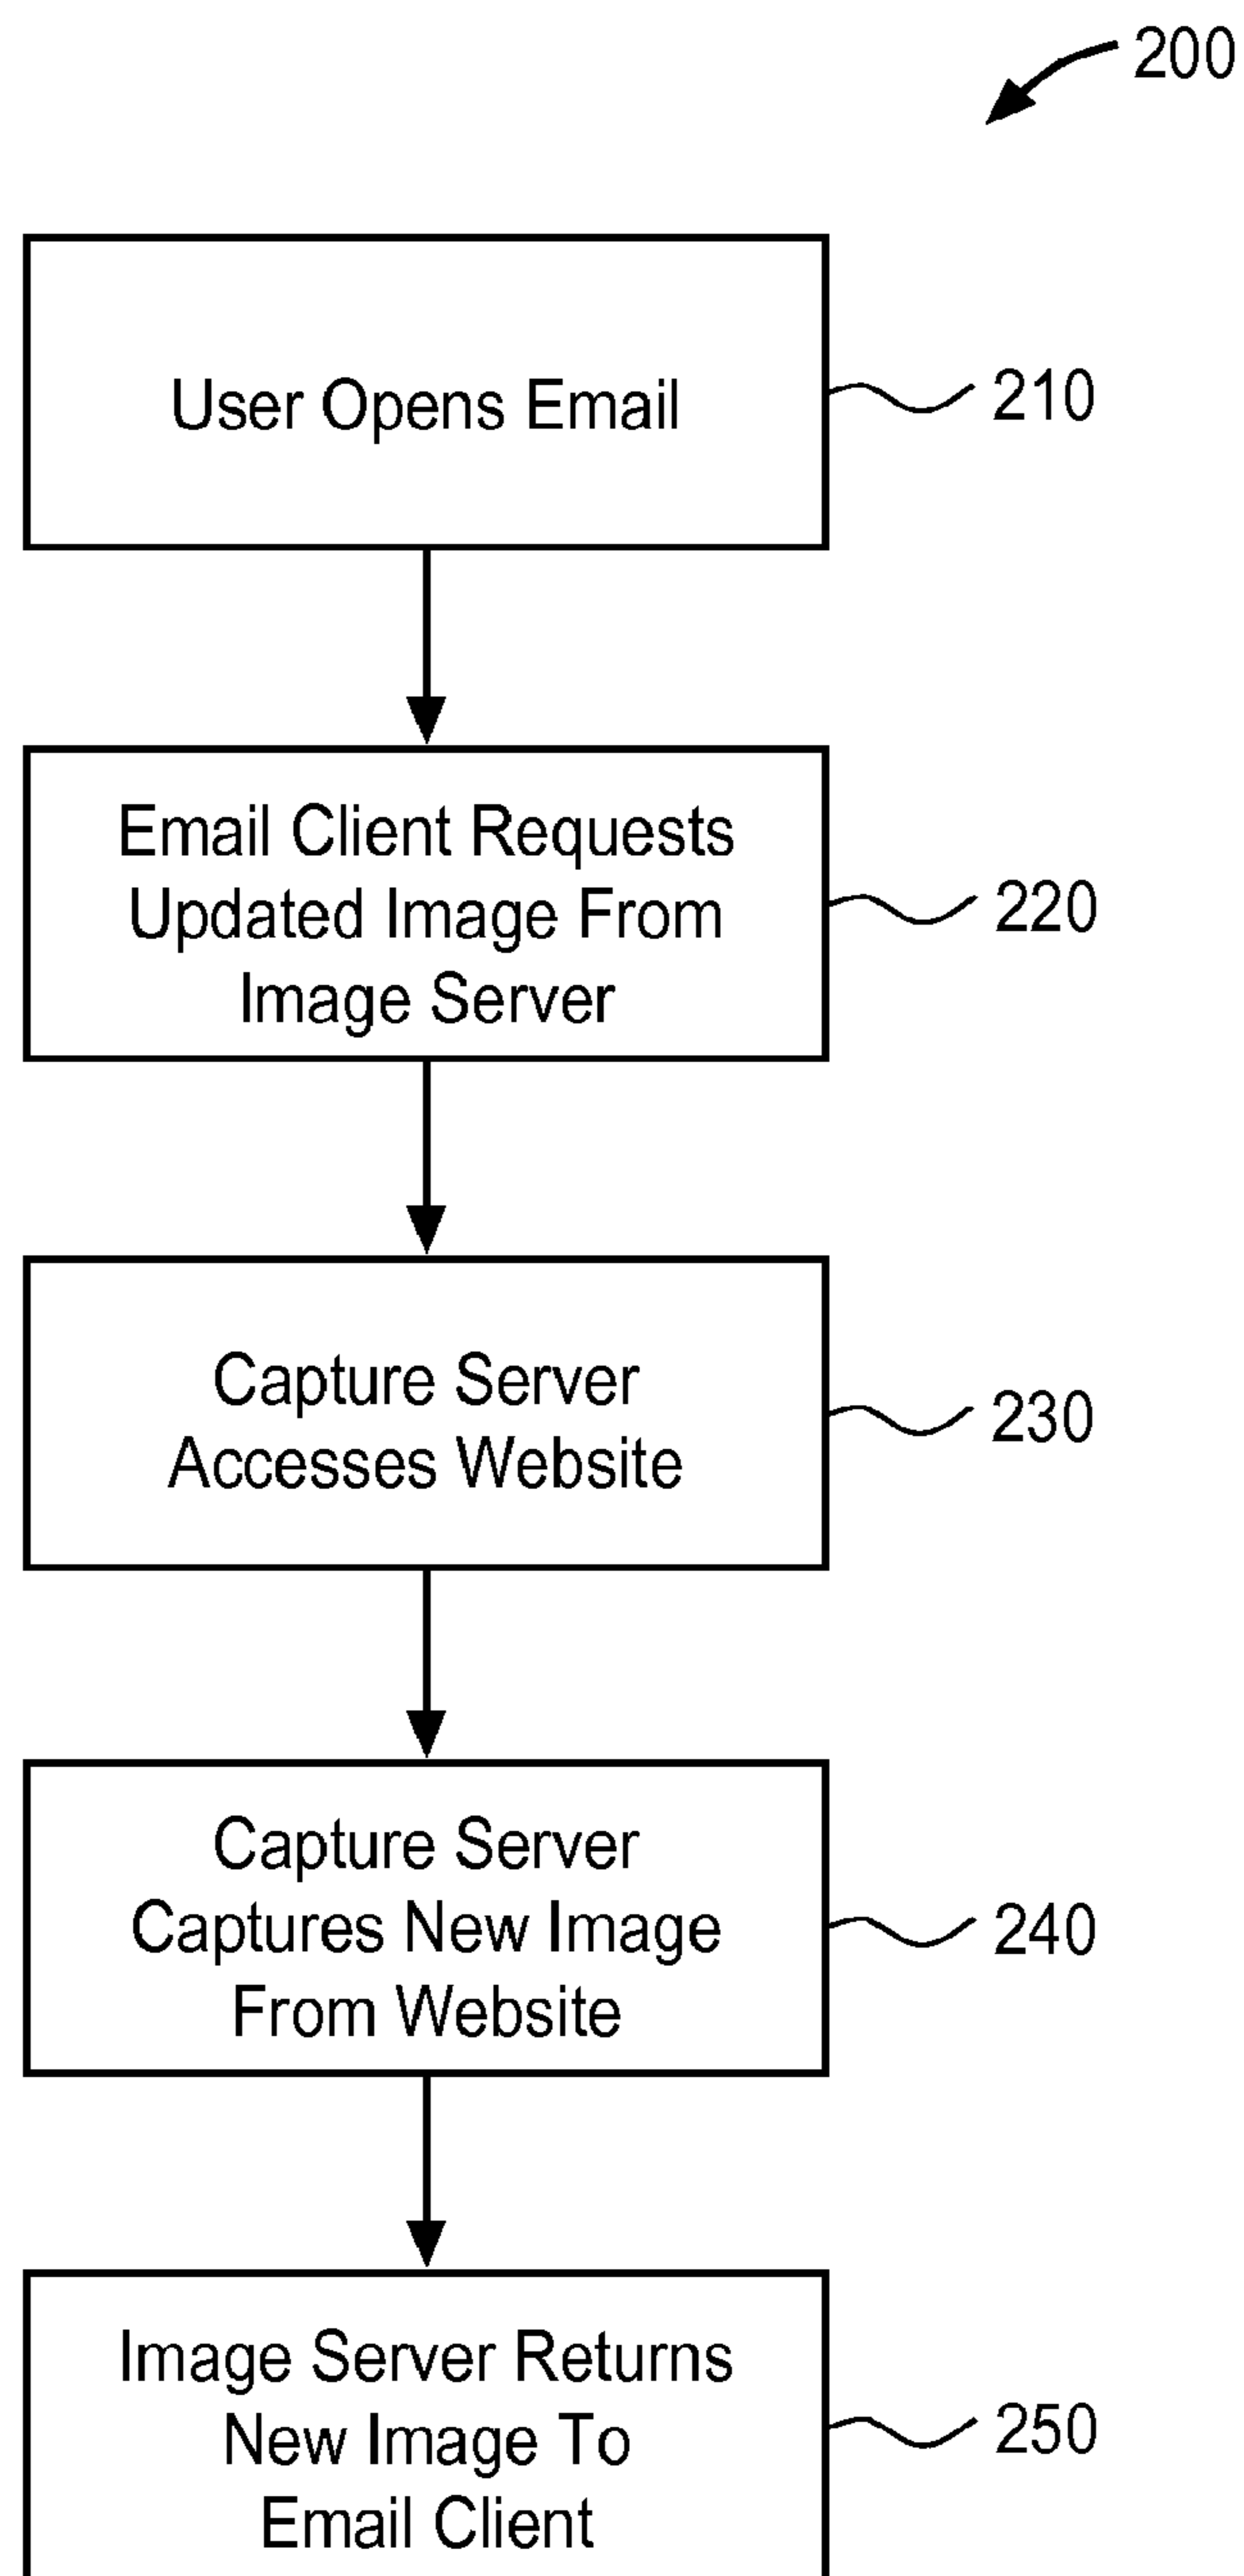 200
User Opens Email
210
Email Client Requests
Updated Image From
Image Server
220
Capture Server
Accesses Website
230
Capture Server
Captures New Image
From Website
240
Image Server Returns
New Image To
Email Client
250